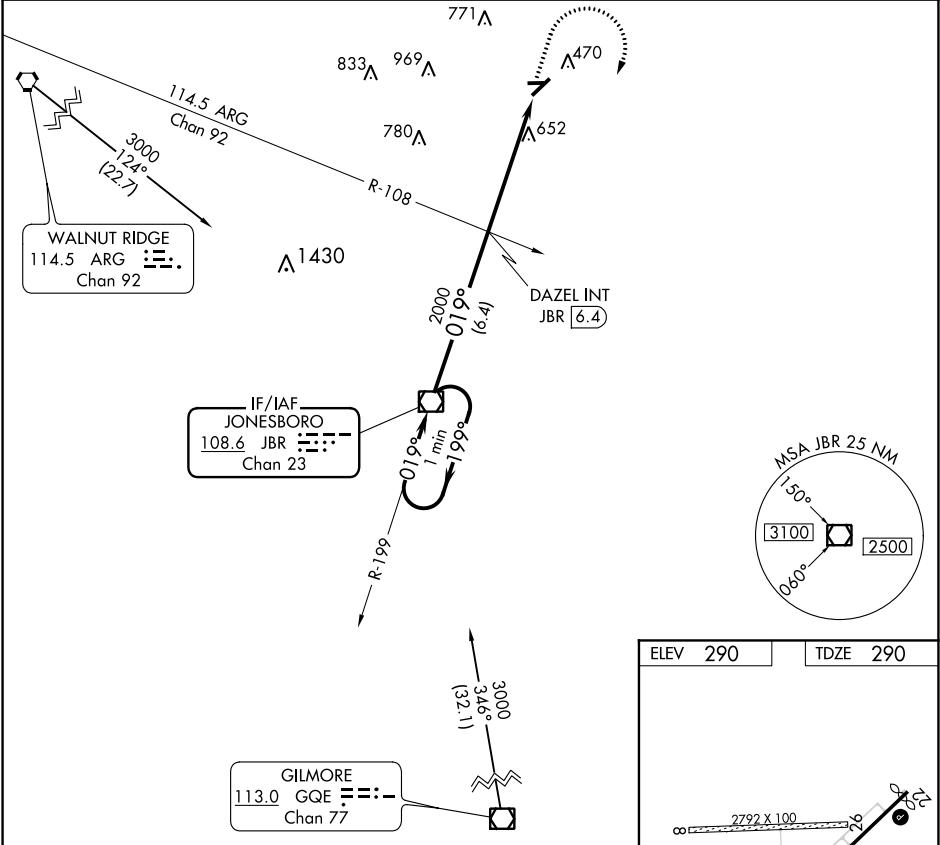 771
470
833
969
114.5 ARG
Chan 92
780
652
3000
124°
(22.7)
R-108
WALNUT RIDGE
114.5 ARG
Chan 92
1430
DAZEL INT
JBR 6.4
2000
019°
(6.4)
IF/IAF
JONESBORO
108.6 JBR
Chan 23
019°
1 min
199°
R-199
MSA JBR 25 NM
150°
3100
2500
060°
3000
346°
(32.1)
GILMORE
113.0 GQE
Chan 77
ELEV 290
TDZE 290
2792 X 100
26
22
P